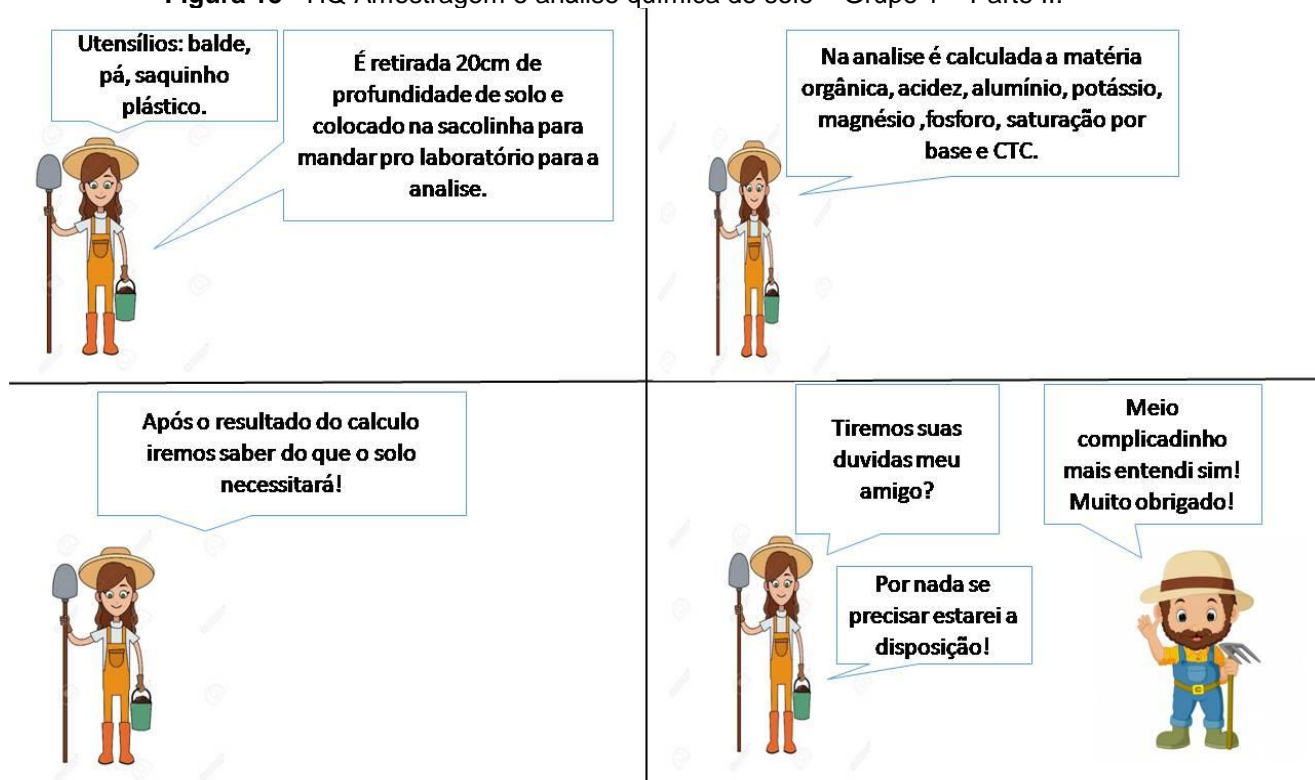 Utensílios: balde,
pá, saquinho
plástico.
É retirada 20cm de
profundidade de solo e
colocado na sacolinha para
mandar pro laboratório para a
analise.
Na analise é calculada a matéria
orgânica, acidez, alumínio, potássio,
magnésio ,fosforo, saturação por
base e CTC.
Após o resultado do calculo
iremos saber do que o solo
necessitará!
Tiremos suas
duvidas meu
amigo?
Meio
complicadinho
mais entendi sim!
Muito obrigado!
Por nada se
precisar estarei a
disposição!